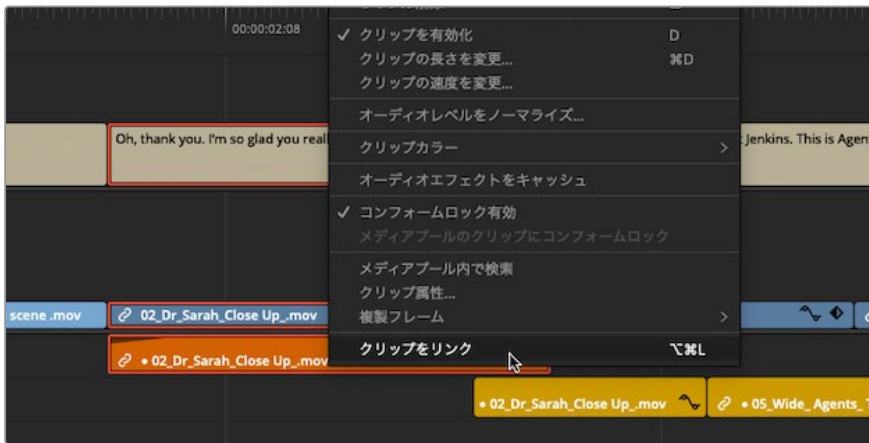 00:00:02:08
✓ クリップを有効化 D
クリップの長さを変更... ⌘D
クリップの速度を変更...
オーディオレベルをノーマライズ...
Oh, thank you. I'm so glad you
クリップカラー >
Jenkins. This is Agen
オーディオエフェクトをキャッシュ
✓ コンフォームロック有効
メディアプールのクリップにコンフォームロック
メディアプール内で検索
クリップ属性...
scene .mov
02_Dr_Sarah_Close Up_.mov
複製フレーム >
クリップをリンク ⌥⌘L
• 02_Dr_Sarah_Close Up_.mov
• 02_Dr_Sarah_Close Up_.mov
• 05_Wide_ Agents_